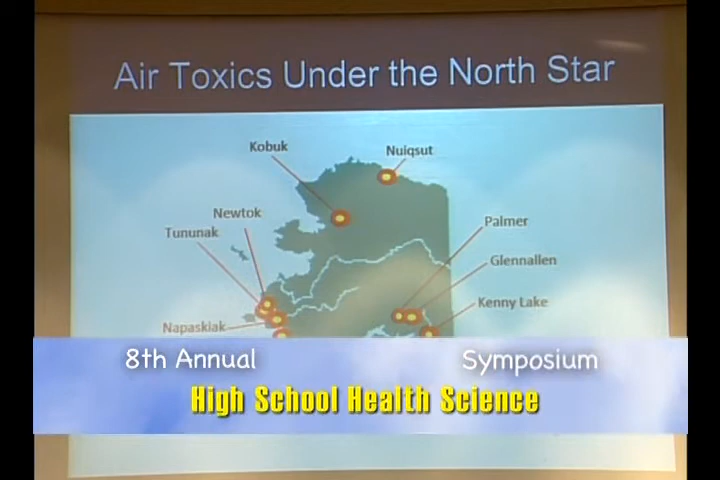 Air Toxics Under the North Star
Kobuk
Nuiqsut
Newtok
Tununak
Palmer
Glennallen
Kenny Lake
Napaskiak
8th Annual Symposium
High School Health Science